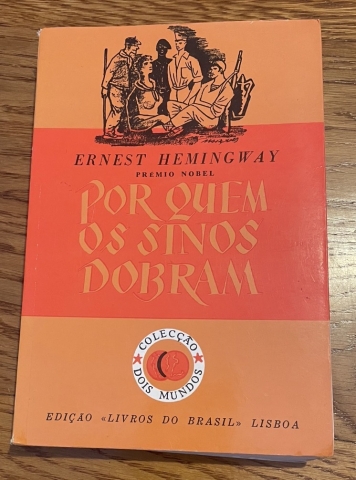 ERNEST HEMINGWAY
PRÉMIO NOBEL
POR QUEM
OS SINOS
DOBRAM
COLECÇÃO
DOIS MUNDOS
EDIÇÃO «LIVROS DO BRASIL» LISBOA